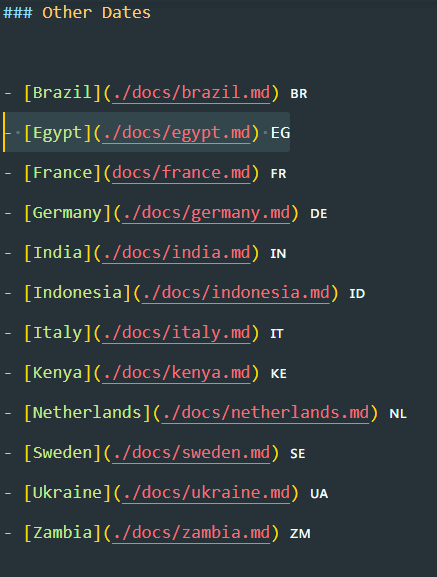 ### Other Dates
- [Brazil](./docs/brazil.md) BR
- [Egypt](./docs/egypt.md) EG
- [France](docs/france.md) FR
- [Germany](./docs/germany.md) DE
- [India](./docs/india.md) IN
- [Indonesia](./docs/indonesia.md) ID
- [Italy](./docs/italy.md) IT
- [Kenya](./docs/kenya.md) KE
- [Netherlands](./docs/netherlands.md) NL
- [Sweden](./docs/sweden.md) SE
- [Ukraine](./docs/ukraine.md) UA
- [Zambia](./docs/zambia.md) ZM